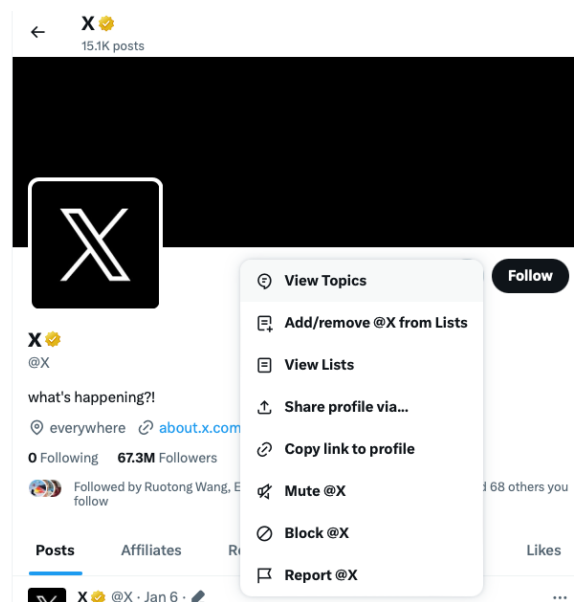 X
15.1K posts
Follow
View Topics
Add/remove @X from Lists
View Lists
Share profile via...
Copy link to profile
Mute @X
Block @X
Report @X
X
@X
what's happening?!
everywhere about.x.com
0 Following 67.3M Followers
Followed by Ruotong Wang, 68 others you
follow
Posts Affiliates Likes
X @X · Jan 6 ·